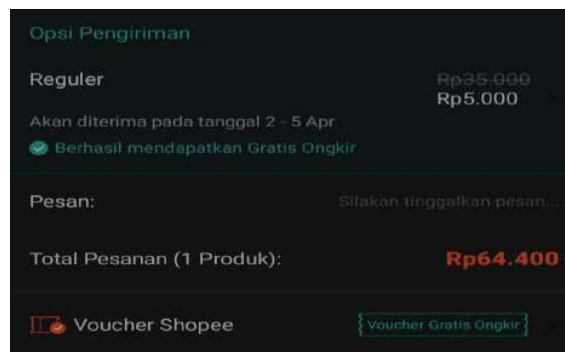 Opsi Pengiriman
Reguler
Rp35.000
Rp5.000
Akan diterima pada tanggal 2 - 5 Apr
Berhasil mendapatkan Gratis Ongkir
Pesan:
Silakan tinggalkan pesan...
Total Pesanan (1 Produk):
Rp64.400
Voucher Shopee
Voucher Gratis Ongkir